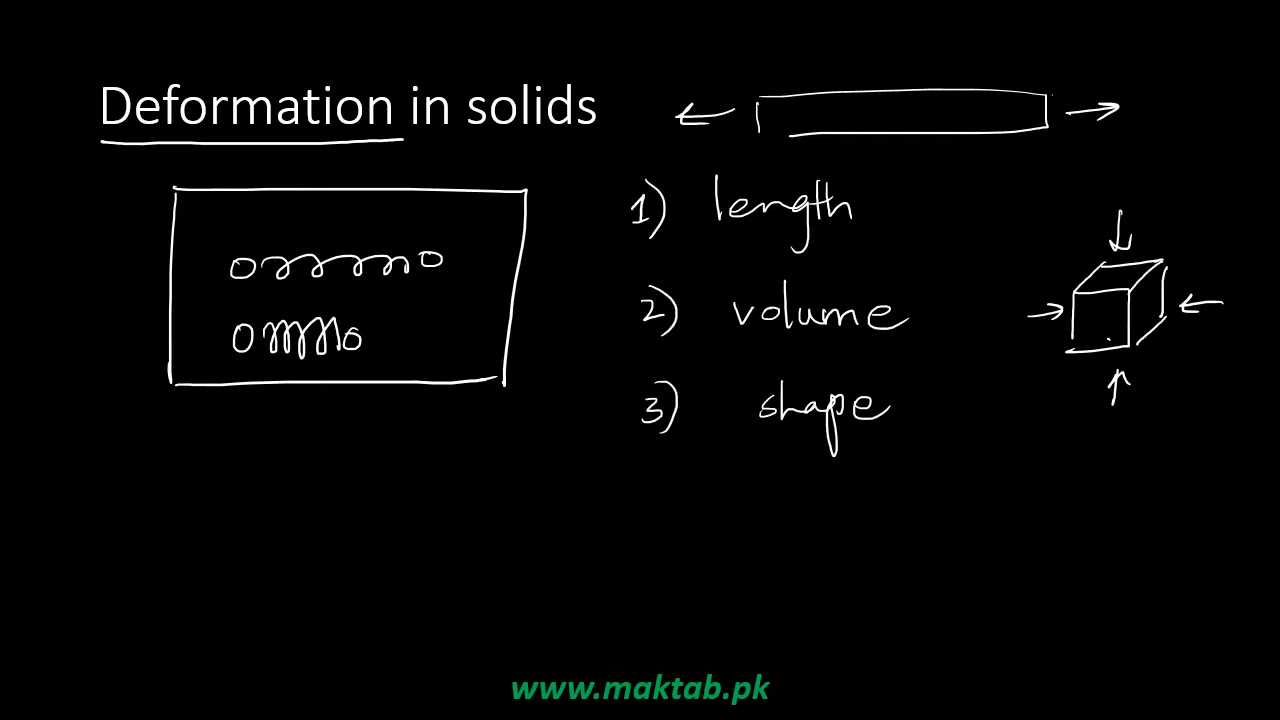 Deformation in solids
1) length
2) volume
3) shape
www.maktab.pk